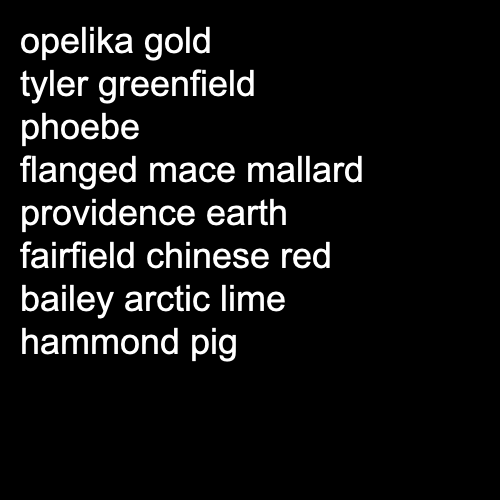 opelika gold
tyler greenfield
phoebe
flanged mace mallard
providence earth
fairfield chinese red
bailey arctic lime
hammond pig